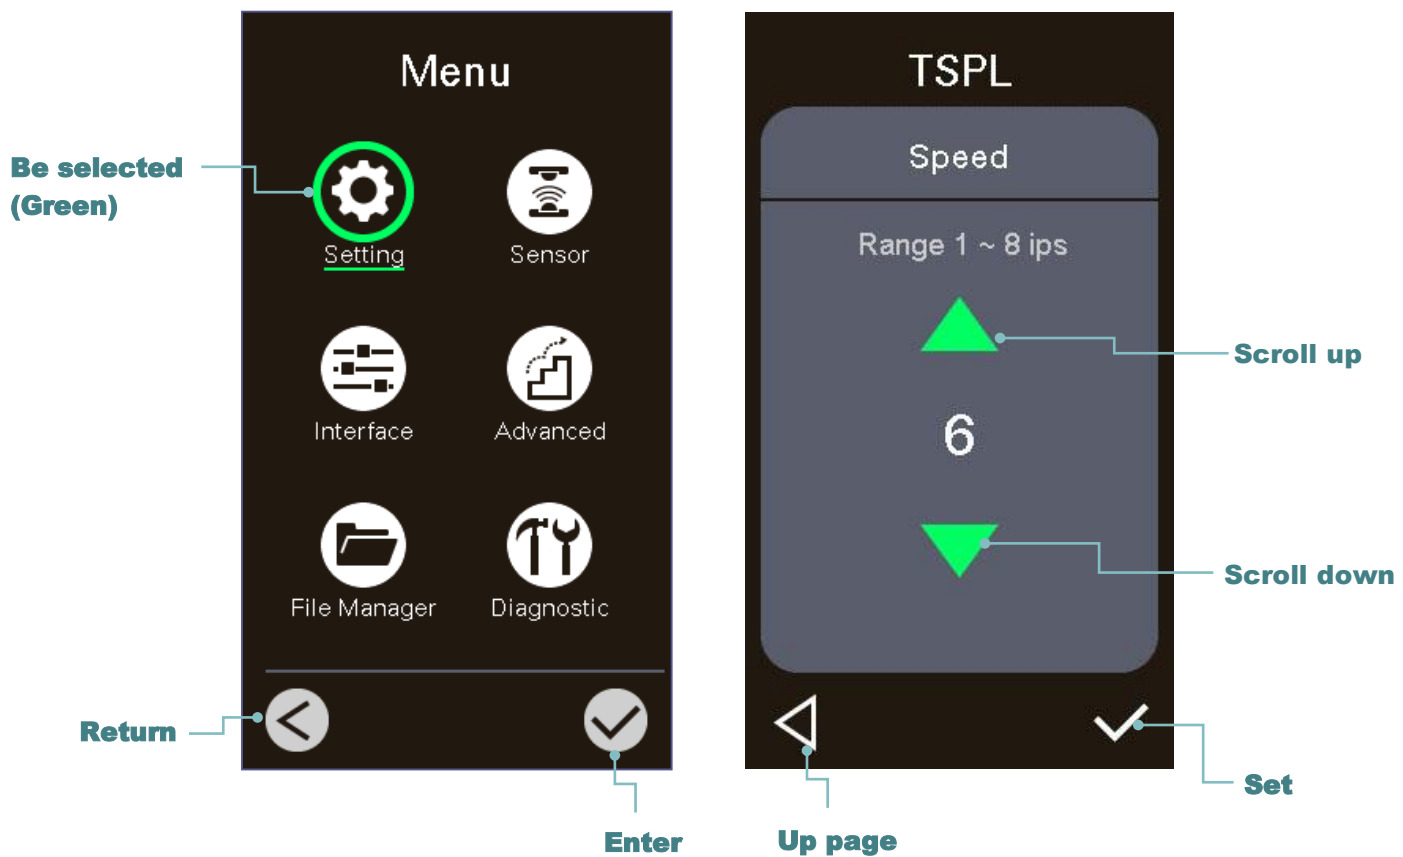 Menu
Be selected
(Green)
Setting
Sensor
Interface
Advanced
File Manager
Diagnostic
Return
Enter
TSPL
Speed
Range 1 ~ 8 ips
Scroll up
6
Scroll down
Set
Up page